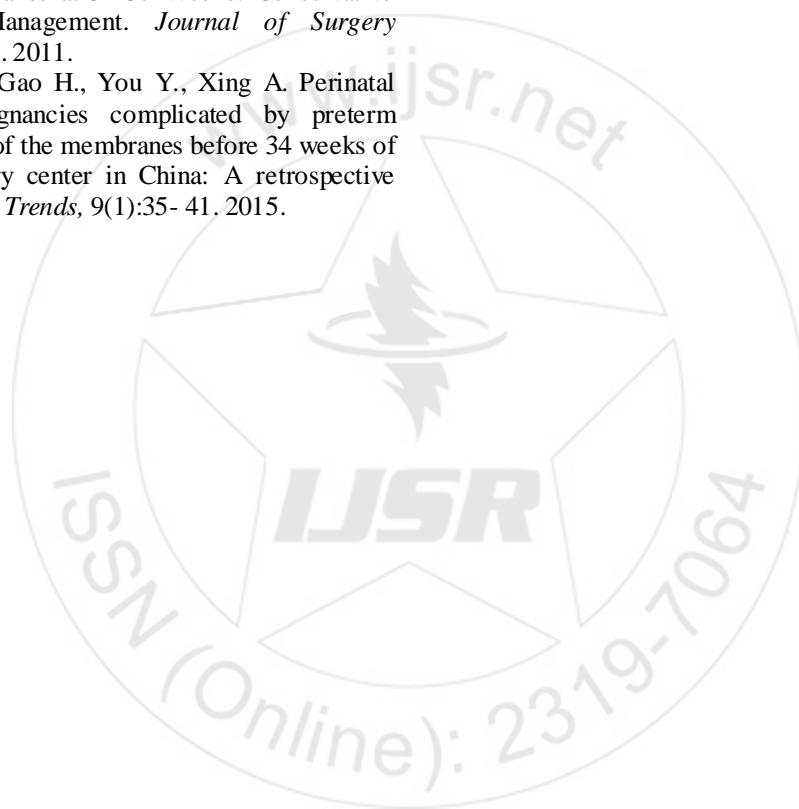 Management. Journal of Surgery
. 2011.
Gao H., You Y., Xing A. Perinatal
gnancies complicated by preterm
of the membranes before 34 weeks of
ry center in China: A retrospective
Trends, 9(1):35- 41. 2015.
www.ijsr.net
IJSR
ISSN (Online): 2319-7064